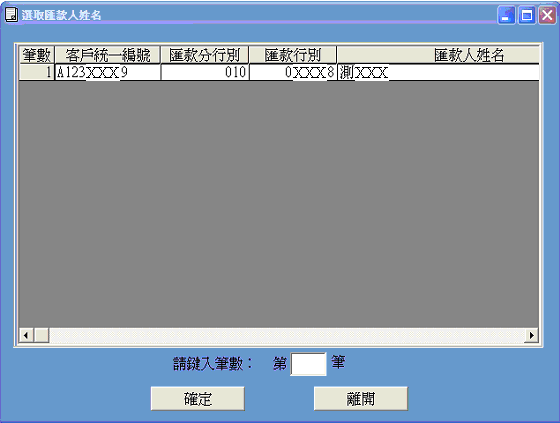 選取匯款人姓名
筆數 客戶統一編號 匯款分行別 匯款行別 匯款人姓名
1 A123XXX9 010 0XXX8 測XXX
請鍵入筆數： 第 筆
確定 離開